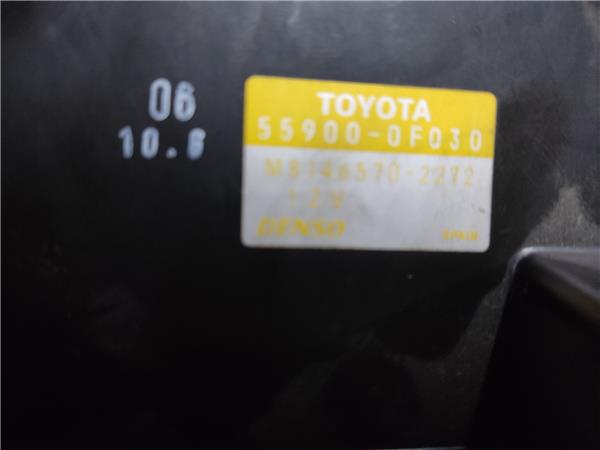 06
10.6
TOYOTA
55900-0F030
MB146570-2272
12V
DENSO
SPAIN